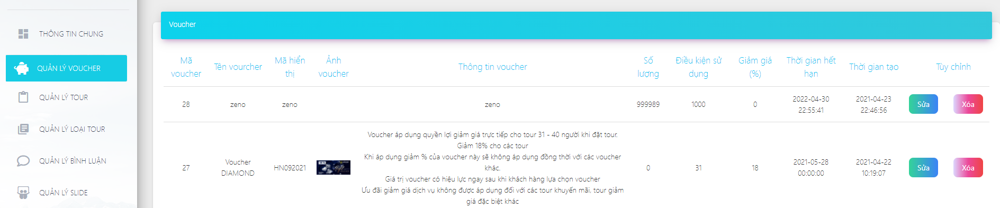 THÔNG TIN CHUNG
QUẢN LÝ VOUCHER
QUẢN LÝ TOUR
QUẢN LÝ LOẠI TOUR
QUẢN LÝ BÌNH LUẬN
QUẢN LÝ SLIDE
Voucher
Mã voucher
Tên vourcher
Mã hiển thị
Ảnh voucher
Thông tin voucher
Số lượng
Điều kiện sử dụng
Giảm giá (%)
Thời gian hết hạn
Thời gian tạo
Tùy chỉnh
28
zeno
zeno
zeno
999989
1000
0
2022-04-30
22:55:41
2021-04-23
22:46:56
Sửa
Xóa
27
Voucher
DIAMOND
HN092021
Voucher áp dụng quyền lợi giảm giá trực tiếp cho tour 31 - 40 người khi đặt tour.
Giảm 18% cho các tour
Khi áp dụng giảm % của voucher này sẽ không áp dụng đồng thời với các voucher
khác.
Giá trị voucher có hiệu lực ngay sau khi khách hàng lựa chọn voucher
Ưu đãi giảm giá dịch vụ không được áp dụng đối với các tour khuyến mãi, tour giảm
giá đặc biệt khác
0
31
18
2021-05-28
00:00:00
2021-04-22
10:19:07
Sửa
Xóa